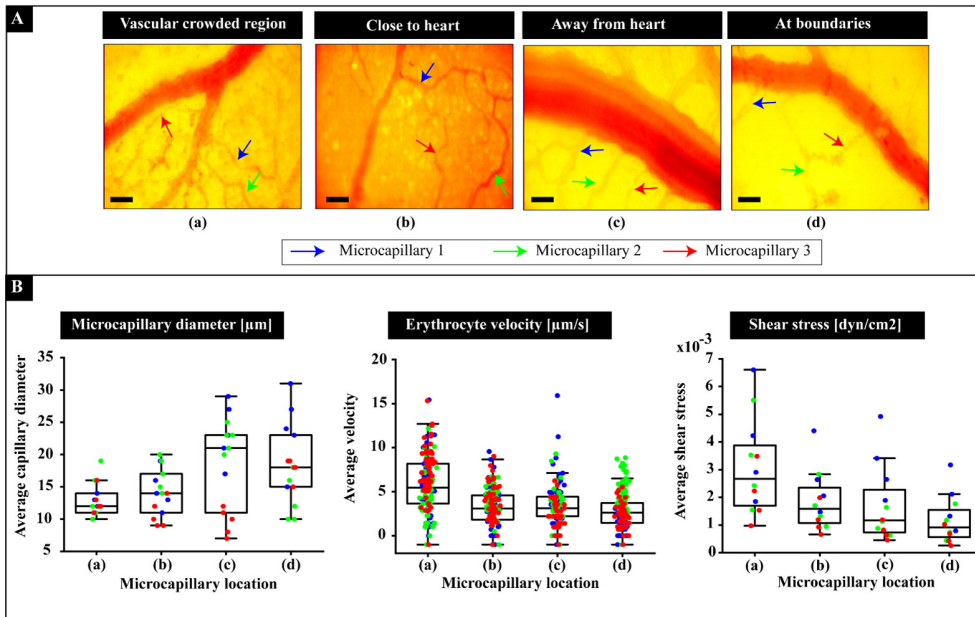 A
Vascular crowded region
Close to heart
Away from heart
At boundaries
(a)
(b)
(c)
(d)
Microcapillary 1
Microcapillary 2
Microcapillary 3
B
Microcapillary diameter [µm]
Average capillary diameter
35
30
25
20
15
10
5
(a)
(b)
(c)
(d)
Microcapillary location
Erythrocyte velocity [µm/s]
Average velocity
20
15
10
5
0
(a)
(b)
(c)
(d)
Microcapillary location
Shear stress [dyn/cm2]
x10⁻³
Average shear stress
7
6
5
4
3
2
1
0
(a)
(b)
(c)
(d)
Microcapillary location